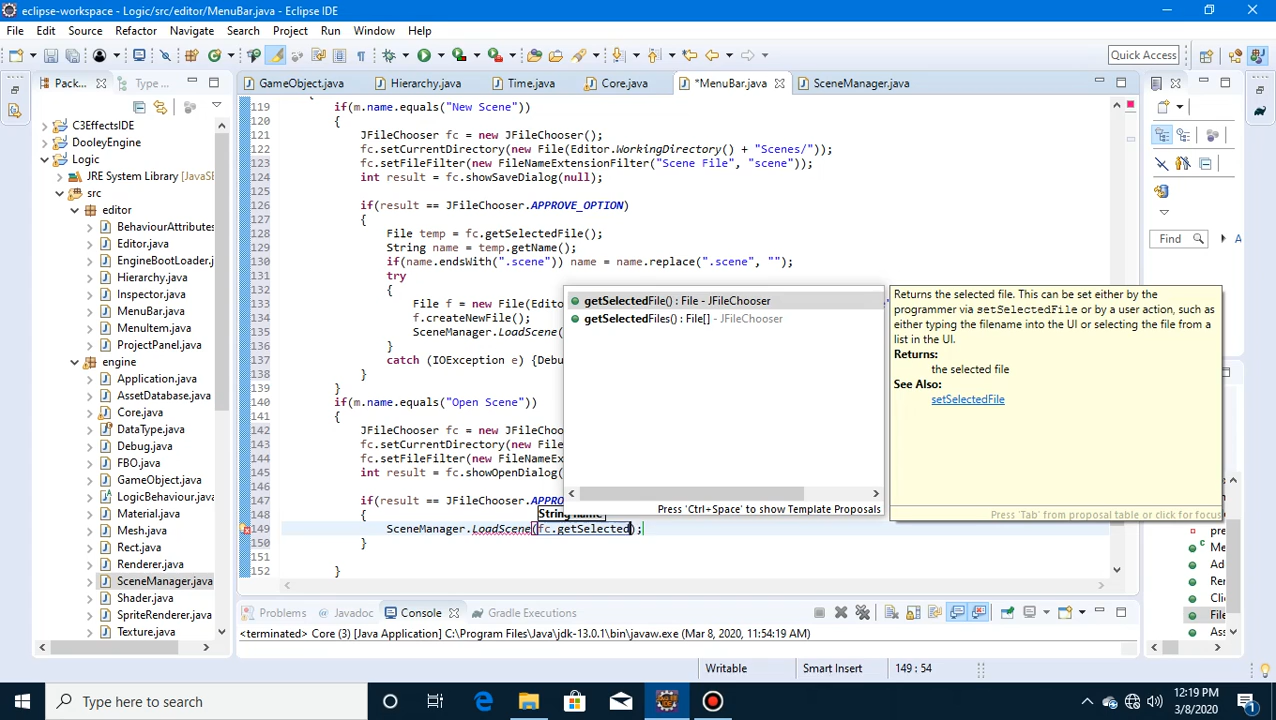 eclipse-workspace - Logic/src/editor/MenuBar.java - Eclipse IDE
File Edit Source Refactor Navigate Search Project Run Window Help
Quick Access
Pack... Type ...
GameObject.java Hierarchy.java Time.java Core.java *MenuBar.java SceneManager.java
C3EffectsIDE
DooleyEngine
Logic
JRE System Library [JavaS
src
editor
BehaviourAttributes
Editor.java
EngineBootLoader.
Hierarchy.java
Inspector.java
MenuBar.java
MenuItem.java
ProjectPanel.java
engine
Application.java
AssetDatabase.java
Core.java
DataType.java
Debug.java
FBO.java
GameObject.java
LogicBehaviour.java
Material.java
Mesh.java
Rect.java
Renderer.java
SceneManager.java
Shader.java
SpriteRenderer.java
Texture.java
119 if(m.name.equals("New Scene"))
120 {
121 JFileChooser fc = new JFileChooser();
122 fc.setCurrentDirectory(new File(Editor.WorkingDirectory() + "Scenes/"));
123 fc.setFileFilter(new FileNameExtensionFilter("Scene File", "scene"));
124 int result = fc.showSaveDialog(null);
125
126 if(result == JFileChooser.APPROVE_OPTION)
127 {
128 File temp = fc.getSelectedFile();
129 String name = temp.getName();
130 if(name.endsWith(".scene")) name = name.replace(".scene", "");
131 try
132 {
133 File f = new File(Edito
134 f.createNewFile();
135 SceneManager.LoadScene(
136 }
137 catch (IOException e) {Debu
138 }
139 }
140 if(m.name.equals("Open Scene"))
141 {
142 JFileChooser fc = new JFileChoo
143 fc.setCurrentDirectory(new File
144 fc.setFileFilter(new FileNameEx
145 int result = fc.showOpenDialog(
146
147 if(result == JFileChooser.APPRO
148 {
149 SceneManager.LoadScene(fc.getSelected);
150 }
151
152 }
String name
getSelectedFile() : File - JFileChooser
getSelectedFiles() : File[] - JFileChooser
Press 'Ctrl+Space' to show Template Proposals
Returns the selected file. This can be set either by the
programmer via setSelectedFile or by a user action, such as
either typing the filename into the UI or selecting the file from a
list in the UI.
Returns:
the selected file
See Also:
setSelectedFile
Press 'Tab' from proposal table or click for focus
Find
A
Problems Javadoc Console Getting Executions
<terminated> Core (3) [Java Application] C:\Program Files\Java\jdk-13.0.1\bin\javaw.exe (Mar 8, 2020, 11:54:19 AM)
pr
Me
Ad
Re
Cli
File
Ass
Writable Smart Insert 149 : 54
Type here to search
12:19 PM
3/8/2020
1